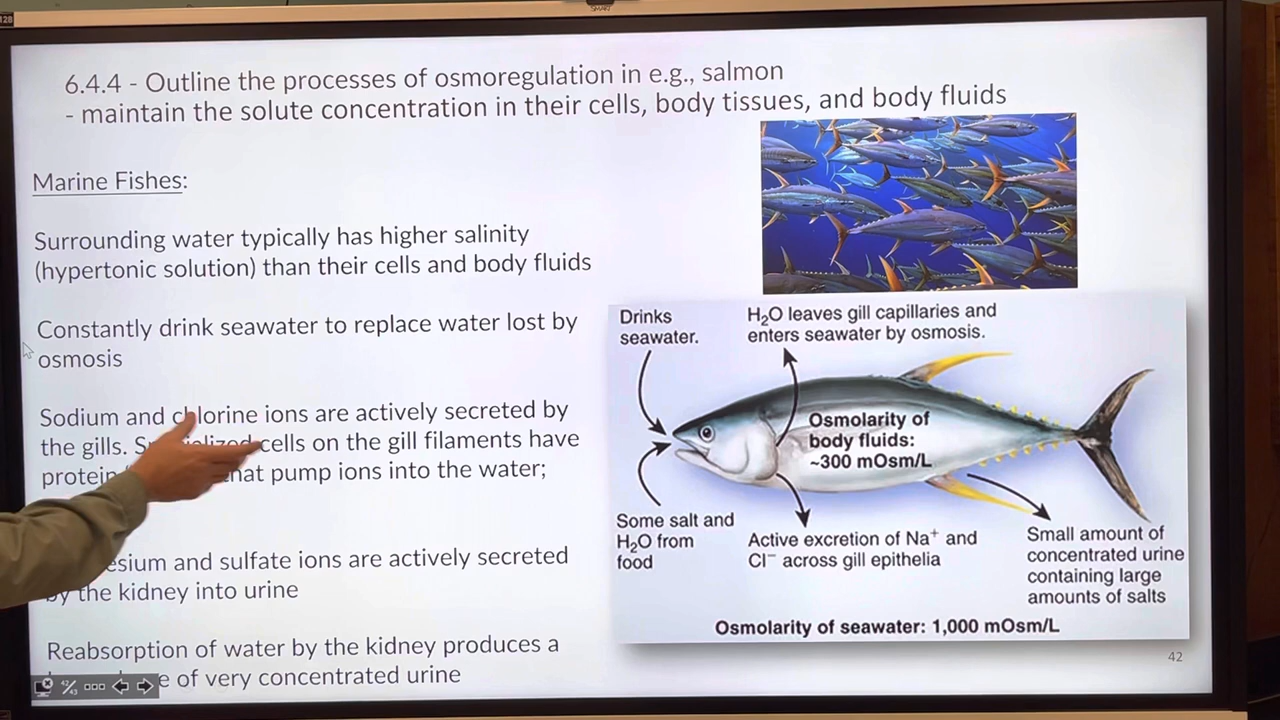 SMART
128
6.4.4 - Outline the processes of osmoregulation in e.g., salmon
- maintain the solute concentration in their cells, body tissues, and body fluids
Marine Fishes:
Surrounding water typically has higher salinity
(hypertonic solution) than their cells and body fluids
Constantly drink seawater to replace water lost by
osmosis
Sodium and chlorine ions are actively secreted by
the gills. cells on the gill filaments have
pump ions into the water;
and sulfate ions are actively secreted
the kidney into urine
Reabsorption of water by the kidney produces a
of very concentrated urine
Drinks
seawater.
H₂O leaves gill capillaries and
enters seawater by osmosis.
Osmolarity of
body fluids:
~300 mOsm/L
Some salt and
H₂O from
food
Active excretion of Na⁺ and
Cl⁻ across gill epithelia
Small amount of
concentrated urine
containing large
amounts of salts
Osmolarity of seawater: 1,000 mOsm/L
42
42/43